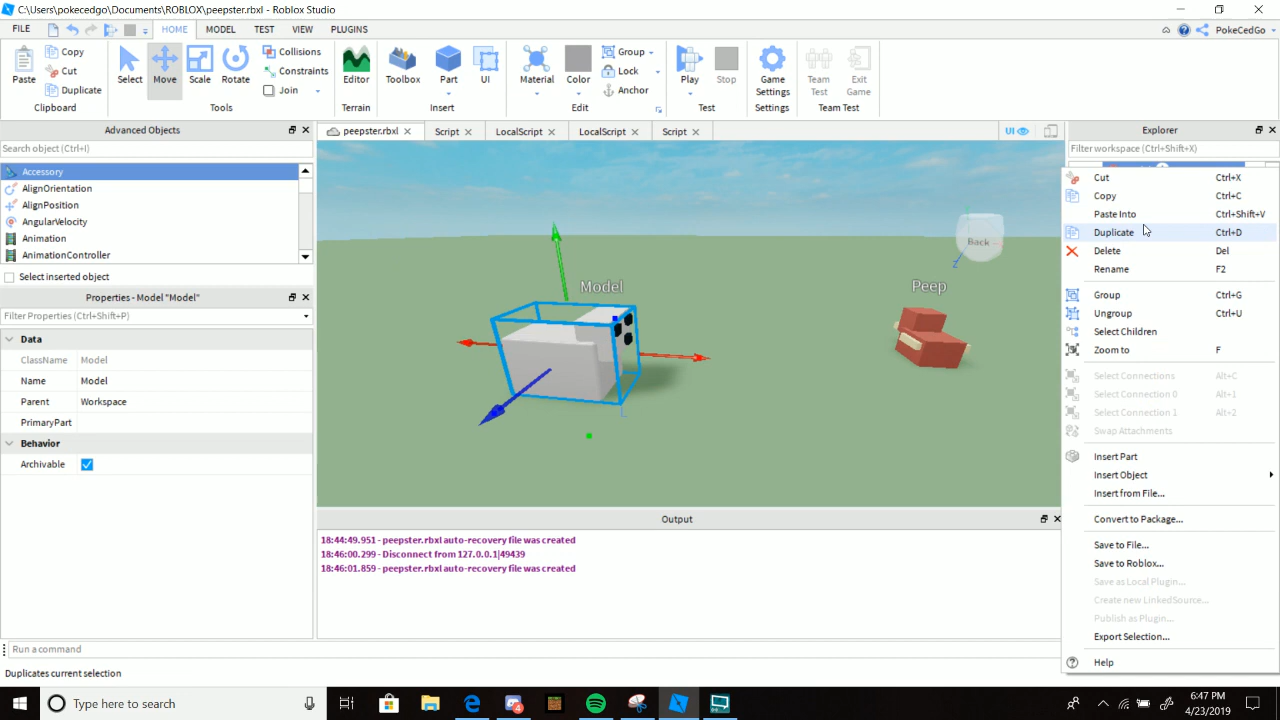 C:\Users\pokecedgo\Documents\ROBLOX\peepster.rbxl - Roblox Studio
FILE HOME MODEL TEST VIEW PLUGINS PokeCedGo
Paste Copy Cut Duplicate
Select Move Scale Rotate
Collisions
Constraints
Join
Editor Toolbox Part UI
Material Color Group Lock Anchor
Play Stop Game Settings Team Test Exit Game
Clipboard Tools Terrain Insert Edit Test Settings Team Test
Advanced Objects
Search object (Ctrl+I)
Accessory
AlignOrientation
AlignPosition
AngularVelocity
Animation
AnimationController
Select inserted object
Properties - Model "Model"
Filter Properties (Ctrl+Shift+P)
Data
ClassName Model
Name Model
Parent Workspace
PrimaryPart
Behavior
Archivable
peepster.rbxl Script LocalScript LocalScript Script UI
Back
Model Peep
Output
18:44:49.951 - peepster.rbxl auto-recovery file was created
18:46:00.299 - Disconnect from 127.0.0.1|49439
18:46:01.859 - peepster.rbxl auto-recovery file was created
Explorer
Filter workspace (Ctrl+Shift+X)
Cut Ctrl+X
Copy Ctrl+C
Paste Into Ctrl+Shift+V
Duplicate Ctrl+D
Delete Del
Rename F2
Group Ctrl+G
Ungroup Ctrl+U
Select Children
Zoom to F
Select Connections Alt+C
Select Connection 0 Alt+1
Select Connection 1 Alt+2
Swap Attachments
Insert Part
Insert Object
Insert from File...
Convert to Package...
Save to File...
Save to Roblox...
Save as Local Plugin...
Create new LinkedSource...
Publish as Plugin...
Export Selection...
Help
Run a command
Duplicates current selection
Type here to search
6:47 PM
4/23/2019